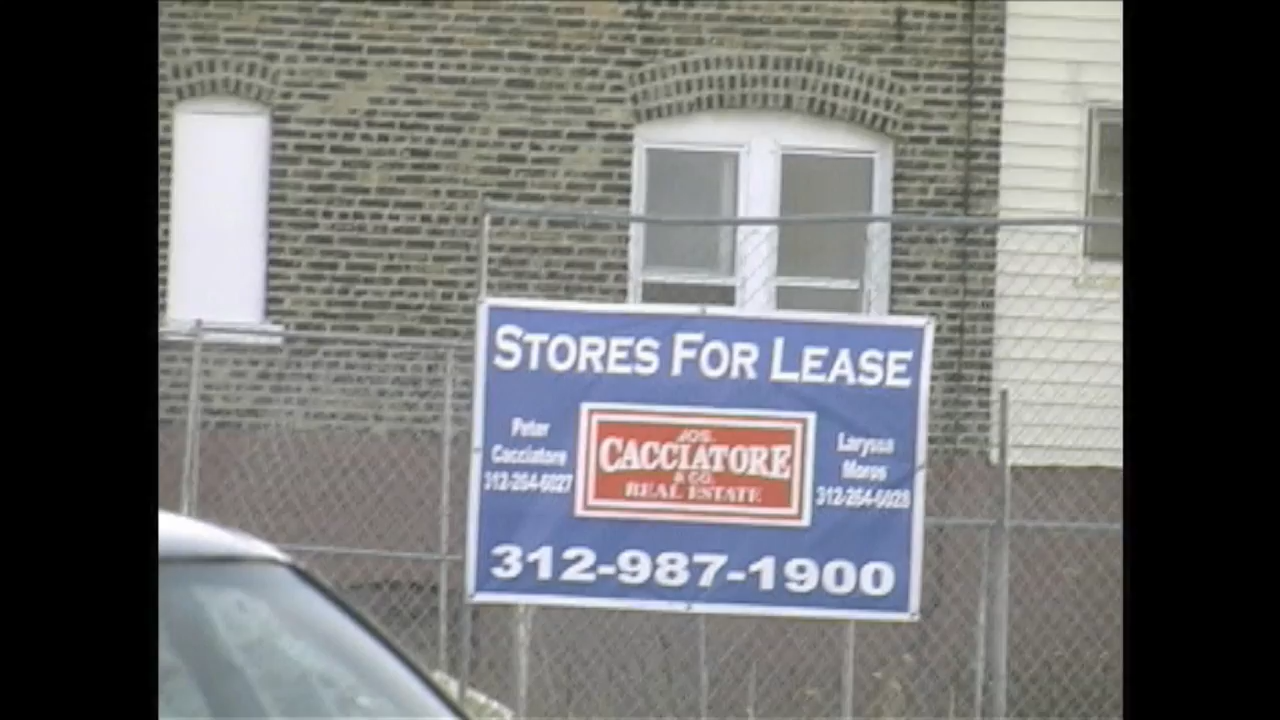 STORES FOR LEASE
Peter
Cacciatore
312-264-6027
JOS.
CACCIATORE
& CO.
REAL ESTATE
Larysa
Moros
312-264-6028
312-987-1900